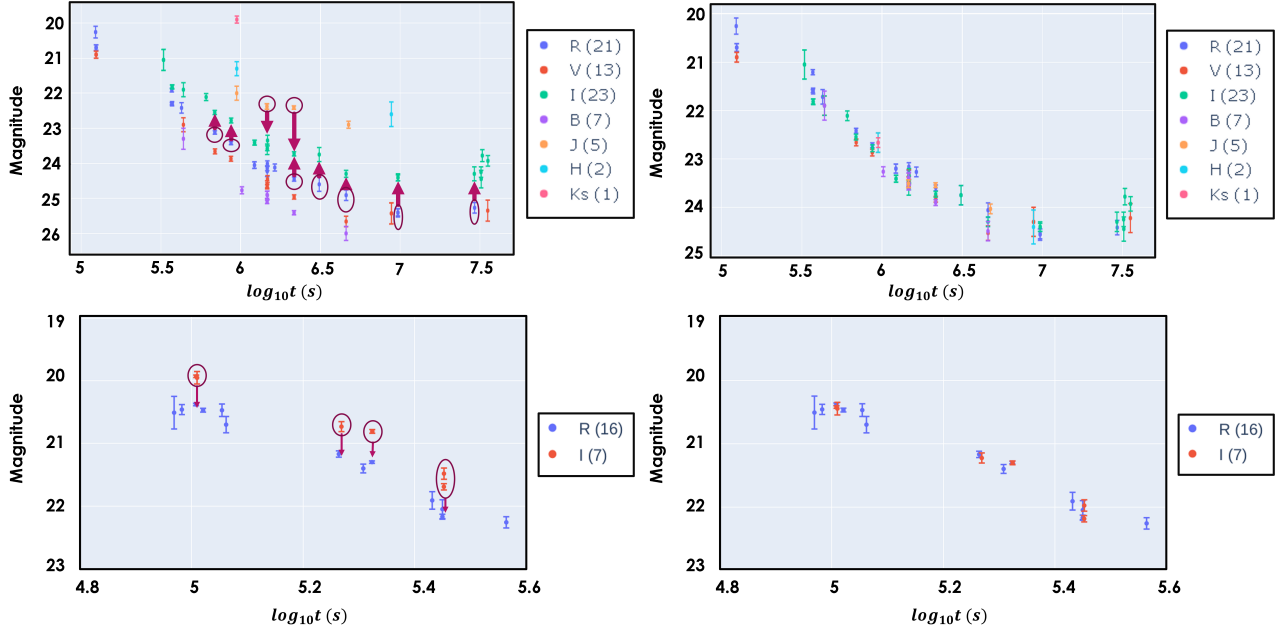 20
21
22
23
24
25
26
Magnitude
5
5.5
6
6.5
7
7.5
log₁₀t (s)
R (21)
V (13)
I (23)
B (7)
J (5)
H (2)
Ks (1)
20
21
22
23
24
25
Magnitude
5
5.5
6
6.5
7
7.5
log₁₀t (s)
R (21)
V (13)
I (23)
B (7)
J (5)
H (2)
Ks (1)
19
20
21
22
23
Magnitude
4.8
5
5.2
5.4
5.6
log₁₀t (s)
R (16)
I (7)
19
20
21
22
23
Magnitude
4.8
5
5.2
5.4
5.6
log₁₀t (s)
R (16)
I (7)